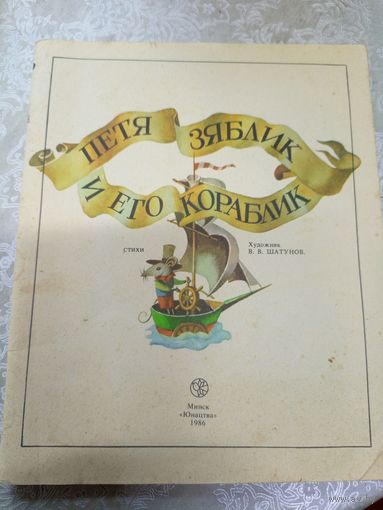 ПЕТЯ ЗЯБЛИК
И ЕГО КОРАБЛИК
СТИХИ
Художник
В. В. ШАТУНОВ.
Минск
«Юнацтва»
1986